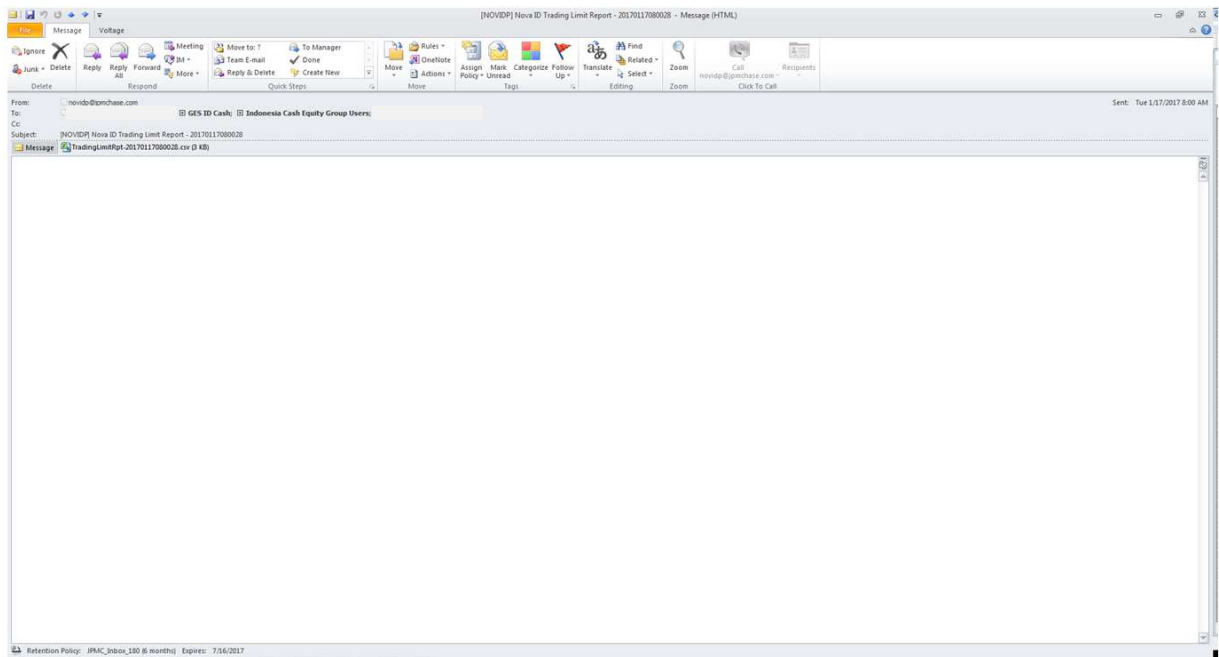 [NOVIDP] Nova ID Trading Limit Report - 20170117080028 - Message (HTML)
File Message Voltage
Ignore
Junk
Delete
Reply
Reply All
Forward
Meeting
IM
More
Move to: ?
Team E-mail
Reply & Delete
To Manager
Done
Create New
Move
Rules
OneNote
Actions
Assign Policy
Mark Unread
Categorize
Follow Up
Translate
Find
Related
Select
Zoom
Call novidp@jpmchase.com
Recipients
Delete Respond Quick Steps Move Tags Editing Zoom Click To Call
From: novidp@jpmchase.com Sent: Tue 1/17/2017 8:00 AM
To: GES ID Cash; Indonesia Cash Equity Group Users;
Cc:
Subject: [NOVIDP] Nova ID Trading Limit Report - 20170117080028
Message TradingLimitRpt-20170117080028.csv (3 KB)
Retention Policy: JPMC_Inbox_180 (6 months) Expires: 7/16/2017